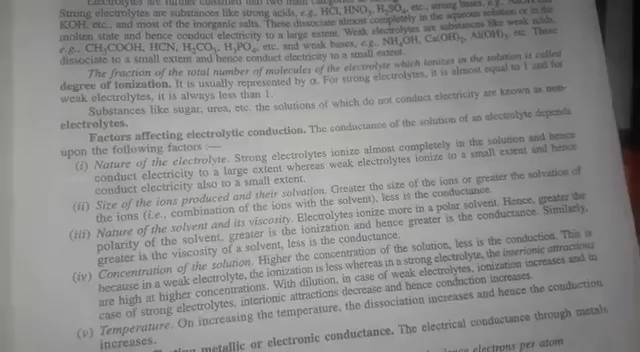 Electrolytes are further classified into two main categories
Strong electrolytes are substances like strong acids, e.g., HCl, HNO₃, H₂SO₄, etc., strong bases, e.g., NaOH
KOH, etc., and most of the inorganic salts. These dissociate almost completely in the aqueous solution or in the
molten state and hence conduct electricity to a large extent. Weak electrolytes are substances like weak acids,
e.g., CH₃COOH, HCN, H₂CO₃, H₃PO₄, etc. and weak bases, e.g., NH₄OH, Ca(OH)₂, Al(OH)₃, etc. These
dissociate to a small extent and hence conduct electricity to a small extent.
The fraction of the total number of molecules of the electrolyte which ionizes in the solution is called
degree of ionization. It is usually represented by α. For strong electrolytes, it is almost equal to 1 and for
weak electrolytes, it is always less than 1.
Substances like sugar, urea, etc. the solutions of which do not conduct electricity are known as non-
electrolytes.
Factors affecting electrolytic conduction. The conductance of the solution of an electrolyte depends
upon the following factors :—
(i) Nature of the electrolyte. Strong electrolytes ionize almost completely in the solution and hence
conduct electricity to a large extent whereas weak electrolytes ionize to a small extent and hence
conduct electricity also to a small extent.
(ii) Size of the ions produced and their solvation. Greater the size of the ions or greater the solvation of
the ions (i.e., combination of the ions with the solvent), less is the conductance.
(iii) Nature of the solvent and its viscosity. Electrolytes ionize more in a polar solvent. Hence, greater the
polarity of the solvent, greater is the ionization and hence greater is the conductance. Similarly,
greater is the viscosity of a solvent, less is the conductance.
(iv) Concentration of the solution. Higher the concentration of the solution, less is the conduction. This is
because in a weak electrolyte, the ionization is less whereas in a strong electrolyte, the interionic attractions
are high at higher concentrations. With dilution, in case of weak electrolytes, ionization increases and in
case of strong electrolytes, interionic attractions decrease and hence conduction increases.
(v) Temperature. On increasing the temperature, the dissociation increases and hence the conduction
increases.
metallic or electronic conductance. The electrical conductance through metals
electrons per atom